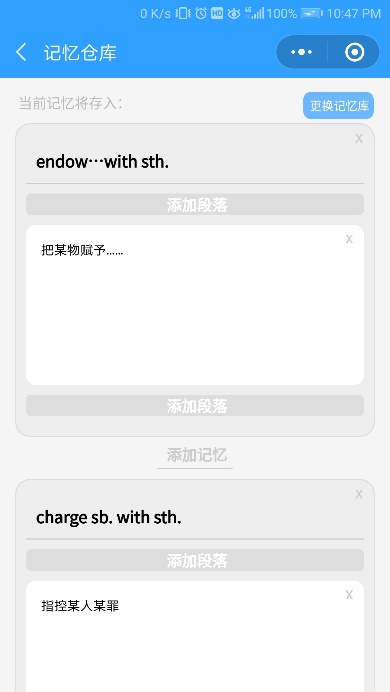 0 K/s HD 4G 100% 10:47 PM
记忆仓库
当前记忆将存入：
更换记忆库
x
endow…with sth.
添加段落
x
把某物赋予……
添加段落
添加记忆
x
charge sb. with sth.
添加段落
x
指控某人某罪